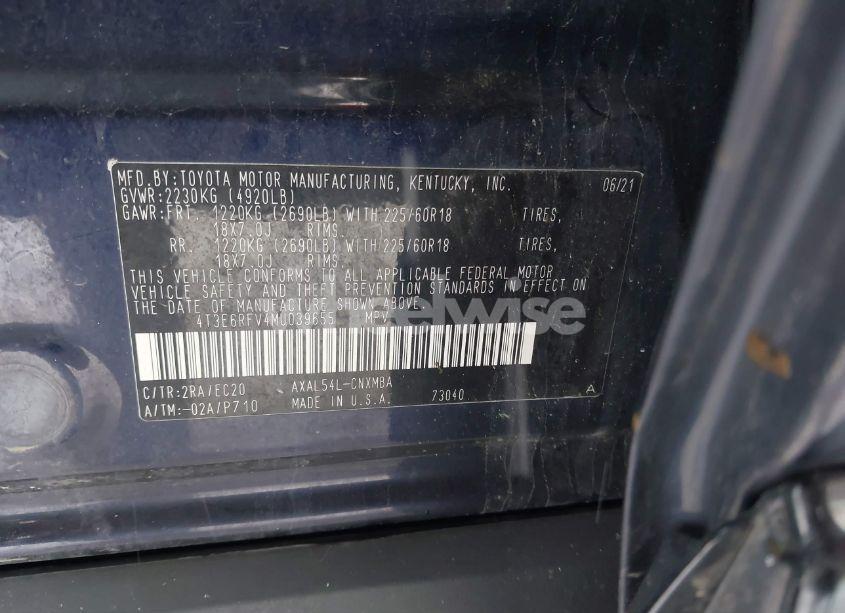 MFD.BY:TOYOTA MOTOR MANUFACTURING, KENTUCKY, INC. 06/21
GVWR:2230KG (4920LB)
GAWR:FRT. 1220KG (2690LB) WITH 225/60R18 TIRES,
18X7.0J RIMS,
RR. 1220KG (2690LB) WITH 225/60R18 TIRES,
18X7.0J RIMS.
THIS VEHICLE CONFORMS TO ALL APPLICABLE FEDERAL MOTOR
VEHICLE SAFETY AND THEFT PREVENTION STANDARDS IN EFFECT ON
THE DATE OF MANUFACTURE SHOWN ABOVE.
4T3E6RFV4MU039655 MPV
C/TR:2RA/EC20 AXAL54L-CNXMBA
A/TM:-02A/P710 MADE IN U.S.A. 73040 A